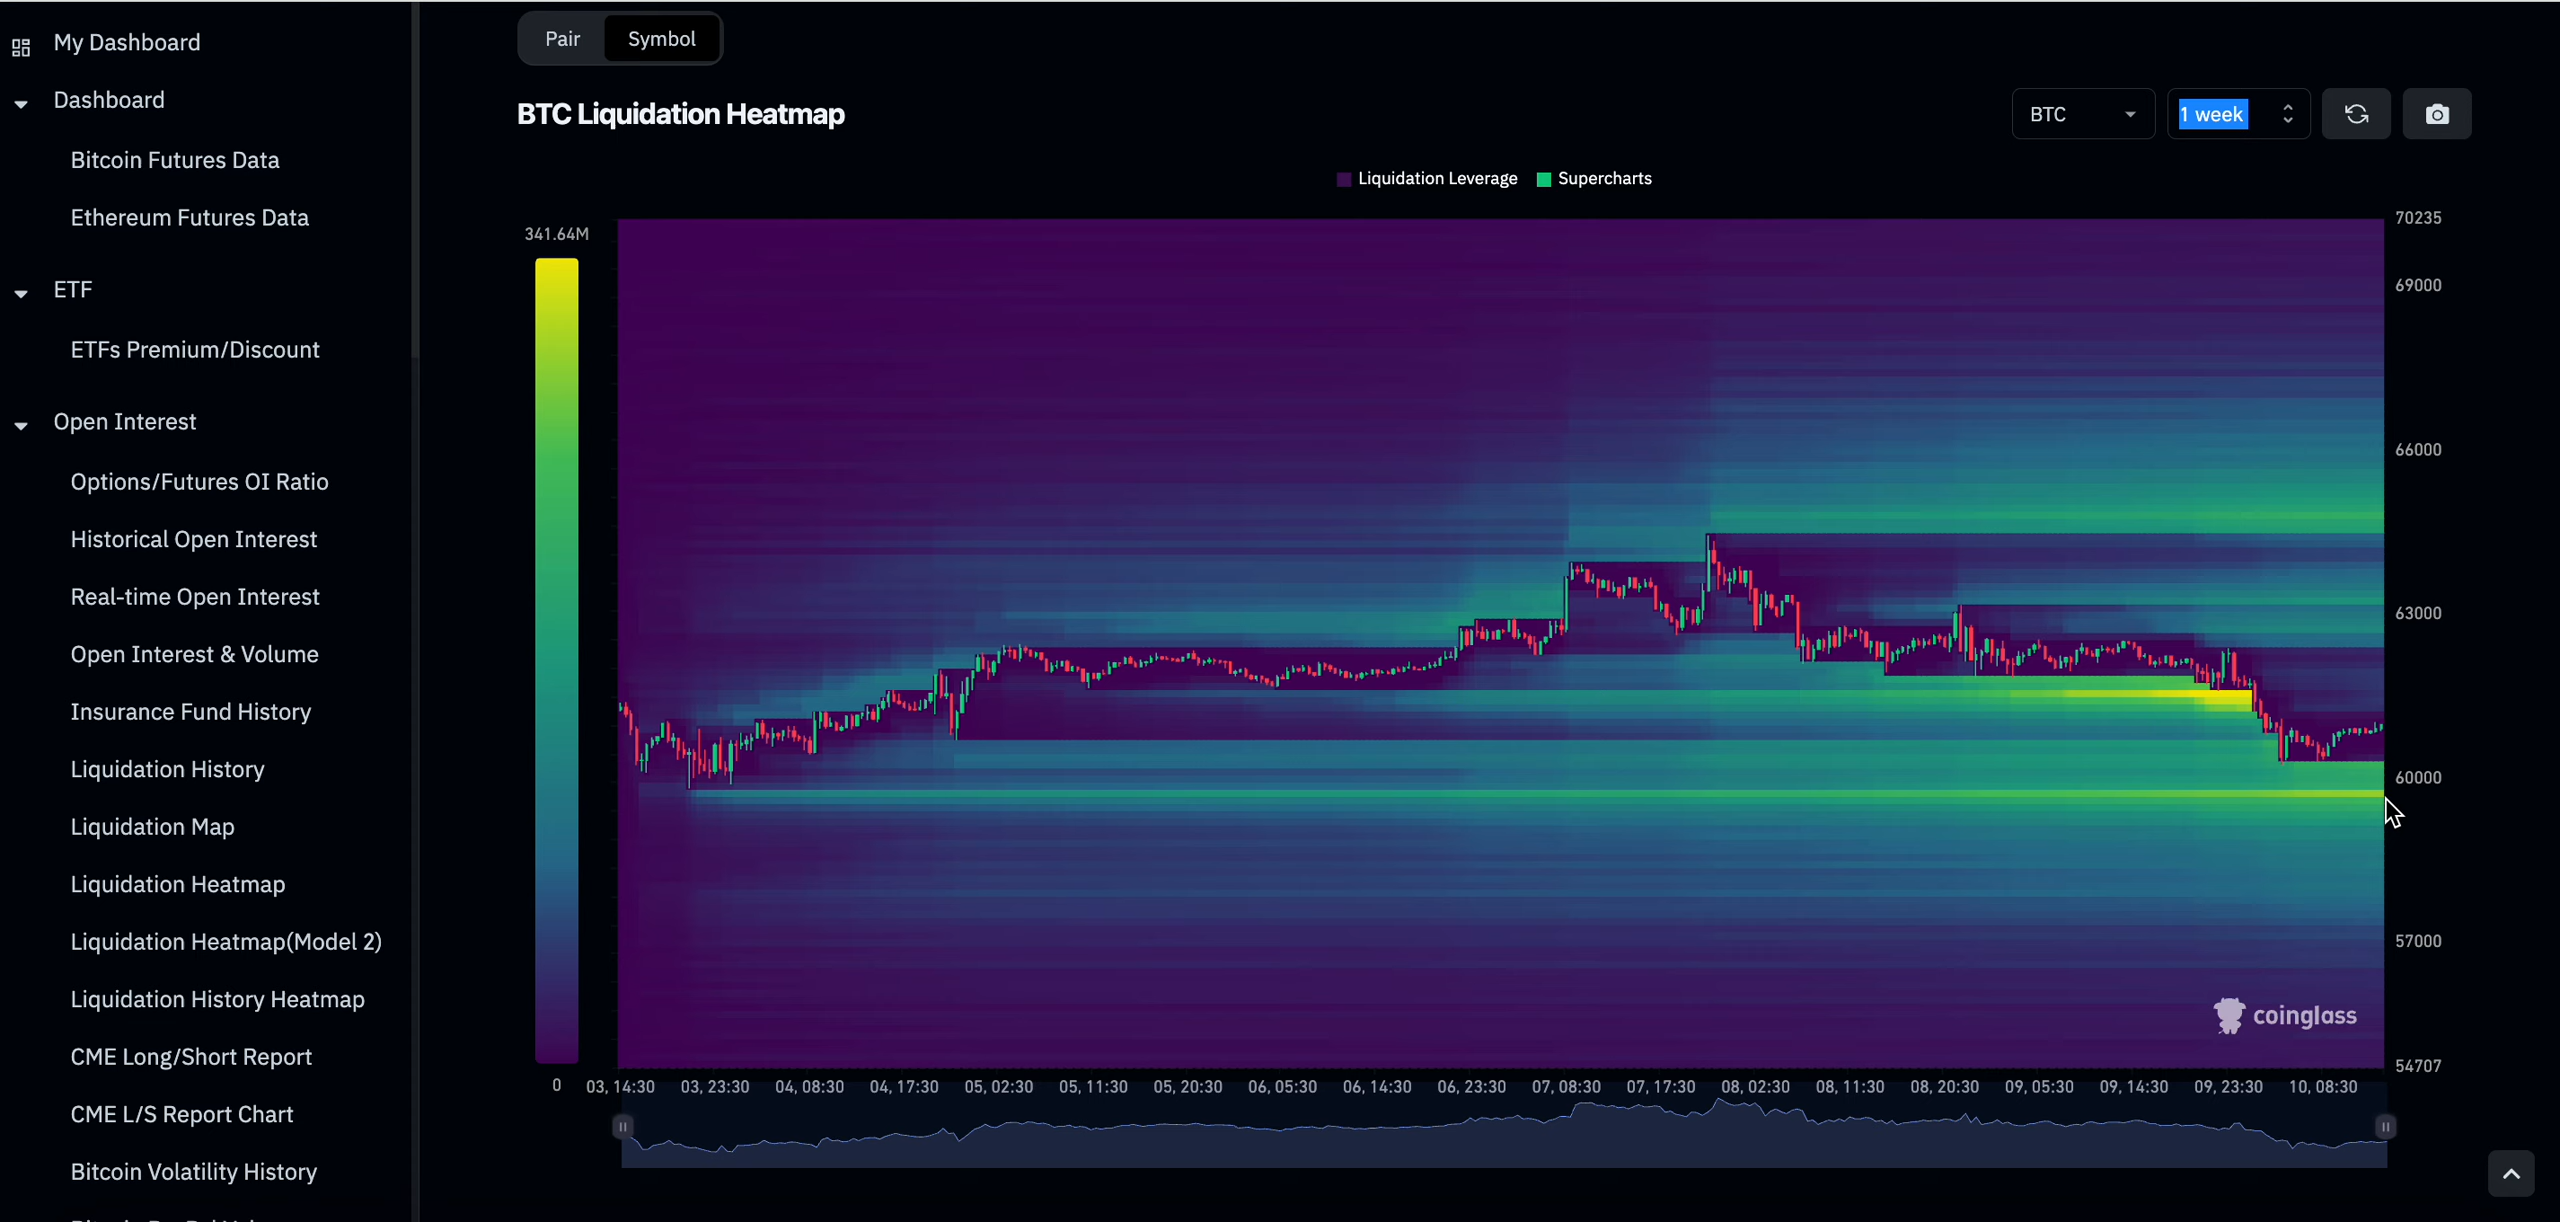 My Dashboard
Dashboard
Bitcoin Futures Data
Ethereum Futures Data
ETF
ETFs Premium/Discount
Open Interest
Options/Futures OI Ratio
Historical Open Interest
Real-time Open Interest
Open Interest & Volume
Insurance Fund History
Liquidation History
Liquidation Map
Liquidation Heatmap
Liquidation Heatmap(Model 2)
Liquidation History Heatmap
CME Long/Short Report
CME L/S Report Chart
Bitcoin Volatility History
Pair Symbol
BTC Liquidation Heatmap
BTC 1 week
Liquidation Leverage Supercharts
341.64M
0
70235
69000
66000
63000
60000
57000
54707
coinglass
03, 14:30 03, 23:30 04, 08:30 04, 17:30 05, 02:30 05, 11:30 05, 20:30 06, 05:30 06, 14:30 06, 23:30 07, 08:30 07, 17:30 08, 02:30 08, 11:30 08, 20:30 09, 05:30 09, 14:30 09, 23:30 10, 08:30